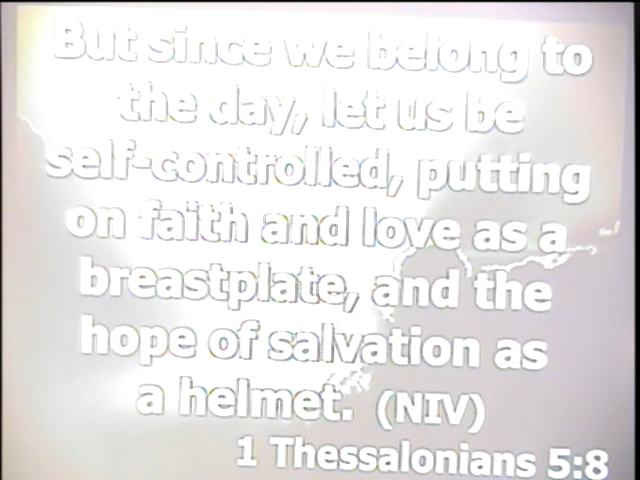 But since we belong to
the day, let us be
self-controlled, putting
on faith and love as a
breastplate, and the
hope of salvation as
a helmet. (NIV)
1 Thessalonians 5:8